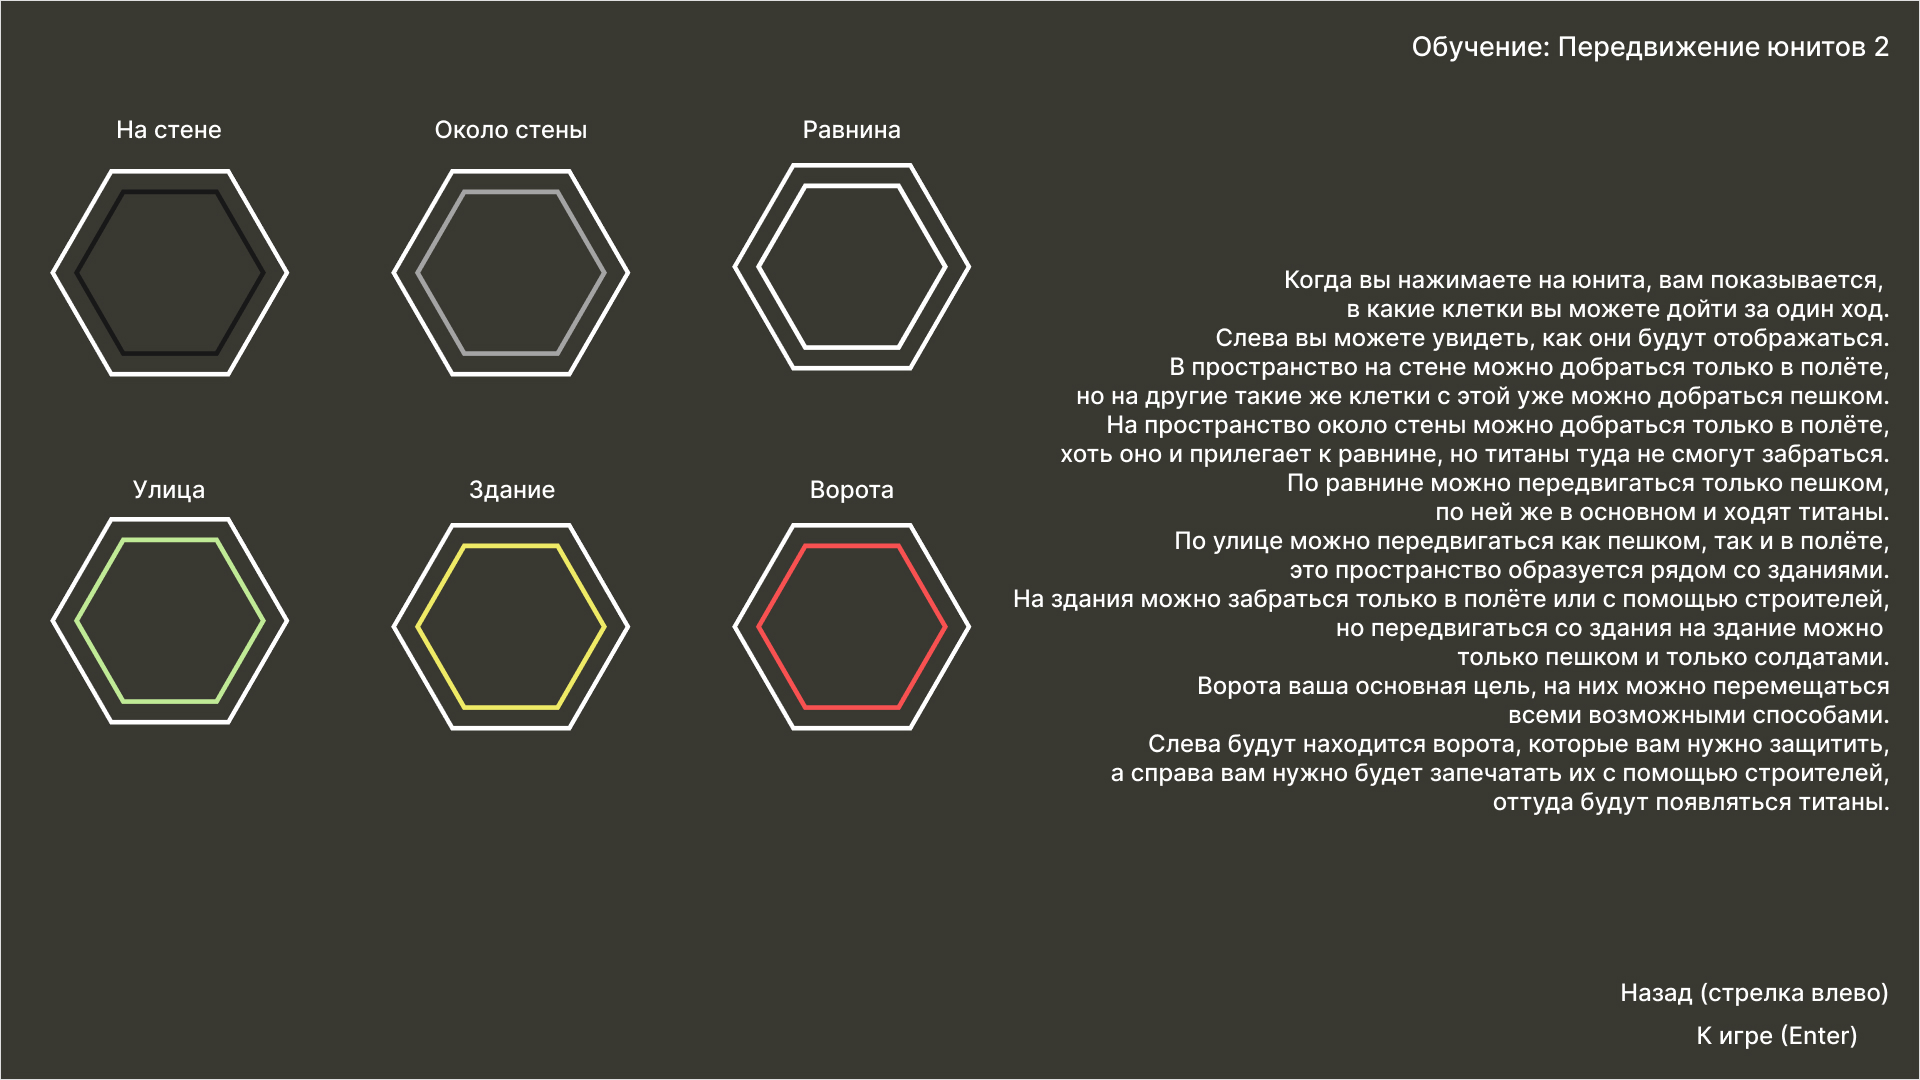 Обучение: Передвижение юнитов 2
На стене
Около стены
Равнина
Улица
Здание
Ворота
Когда вы нажимаете на юнита, вам показывается,
в какие клетки вы можете дойти за один ход.
Слева вы можете увидеть, как они будут отображаться.
В пространство на стене можно добраться только в полёте,
но на другие такие же клетки с этой уже можно добраться пешком.
На пространство около стены можно добраться только в полёте,
хоть оно и прилегает к равнине, но титаны туда не смогут забраться.
По равнине можно передвигаться только пешком,
по ней же в основном и ходят титаны.
По улице можно передвигаться как пешком, так и в полёте,
это пространство образуется рядом со зданиями.
На здания можно забраться только в полёте или с помощью строителей,
но передвигаться со здания на здание можно
только пешком и только солдатами.
Ворота ваша основная цель, на них можно перемещаться
всеми возможными способами.
Слева будут находится ворота, которые вам нужно защитить,
а справа вам нужно будет запечатать их с помощью строителей,
оттуда будут появляться титаны.
Назад (стрелка влево)
К игре (Enter)